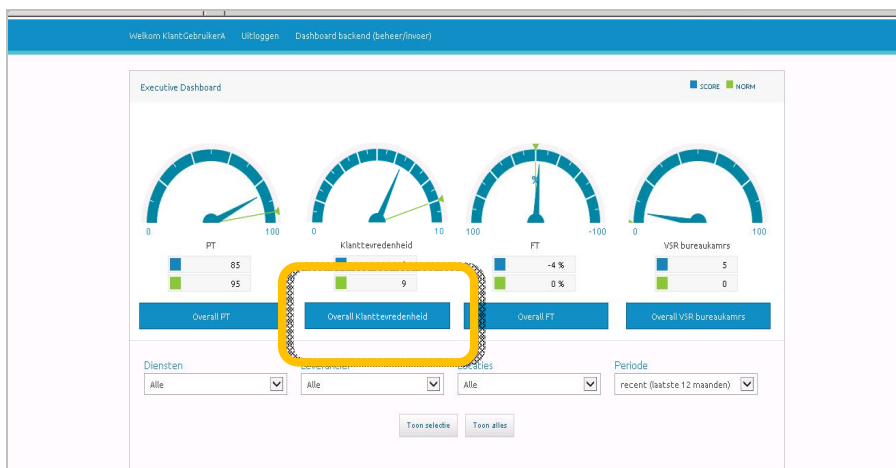 Welkom KlantGebruikerA Uitloggen Dashboard backend (beheer/invoer)
Executive Dashboard SCORE NORM
%
0 100 0 10 100 -100 0 100
PT Klanttevredenheid FT VSR bureaukamrs
85 -4 % 5
95 9 0 % 0
Overall PT Overall Klanttevredenheid Overall FT Overall VSR bureaukamrs
Diensten Leverancier Locaties Periode
Alle Alle Alle recent (laatste 12 maanden)
Toon selectie Toon alles